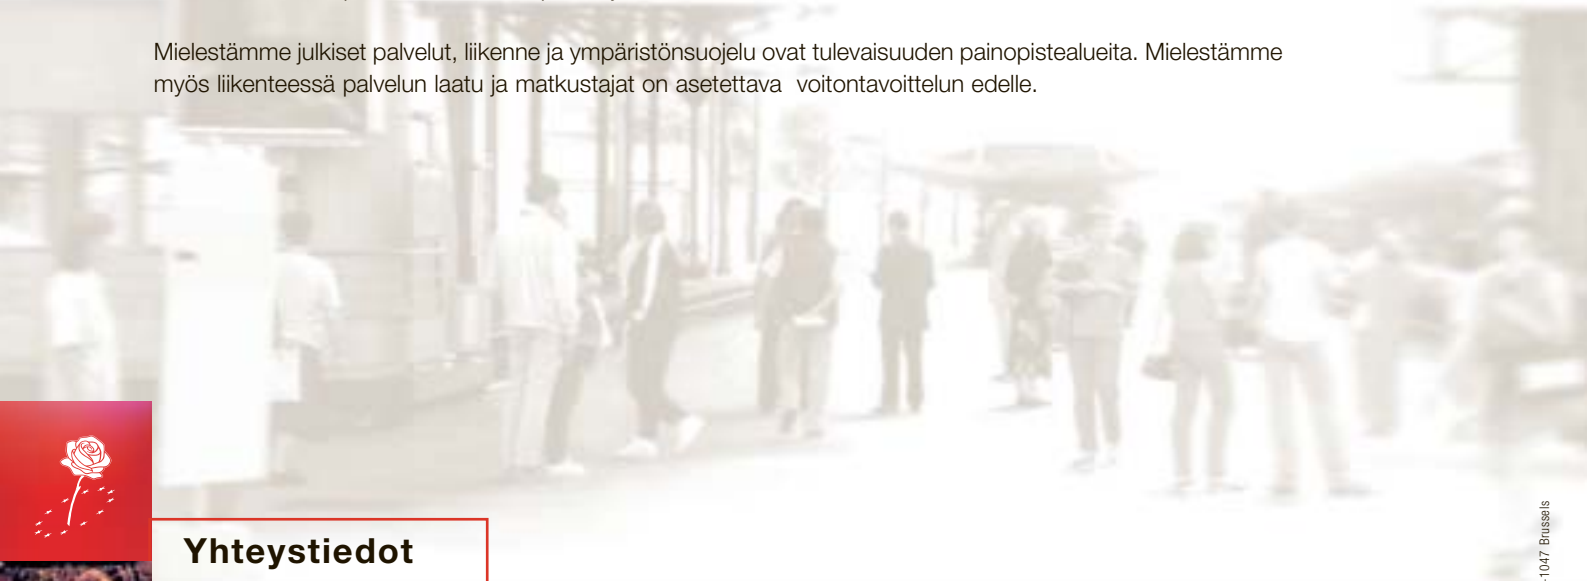 Mielestämme julkiset palvelut, liikenne ja ympäristönsuojelu ovat tulevaisuuden painopistealueita. Mielestämme
myös liikenteessä palvelun laatu ja matkustajat on asetettava  voitontavoittelun edelle.
Yhteystiedot
-1047 Brussels